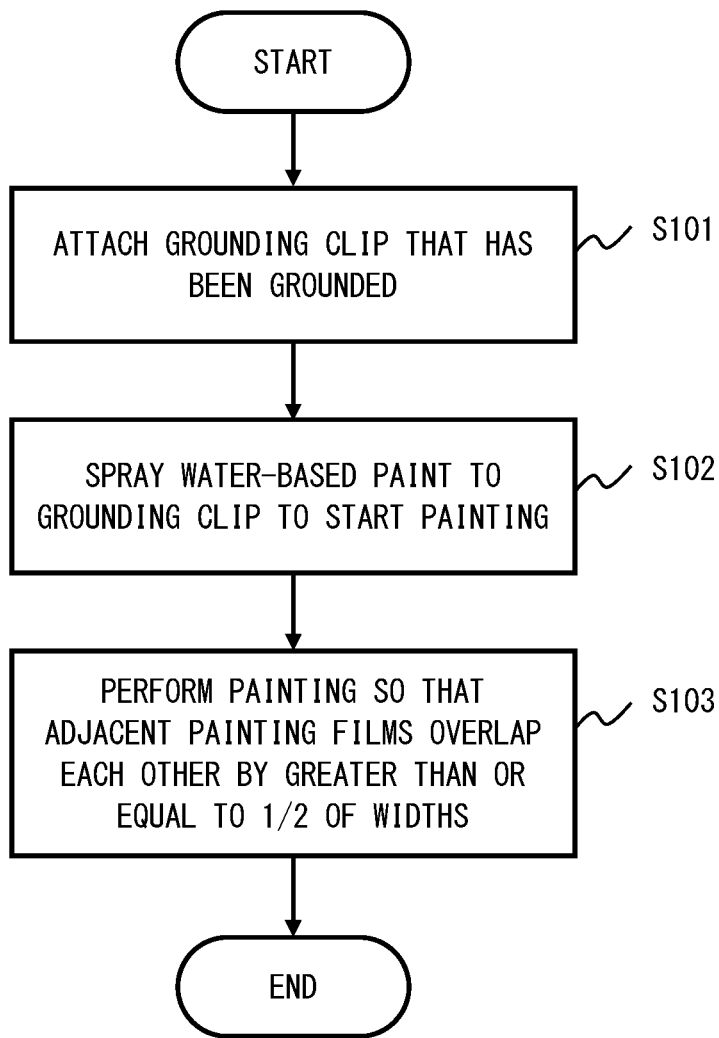 START
ATTACH GROUNDING CLIP THAT HAS
BEEN GROUNDED
S101
SPRAY WATER-BASED PAINT TO
GROUNDING CLIP TO START PAINTING
S102
PERFORM PAINTING SO THAT
ADJACENT PAINTING FILMS OVERLAP
EACH OTHER BY GREATER THAN OR
EQUAL TO 1/2 OF WIDTHS
S103
END